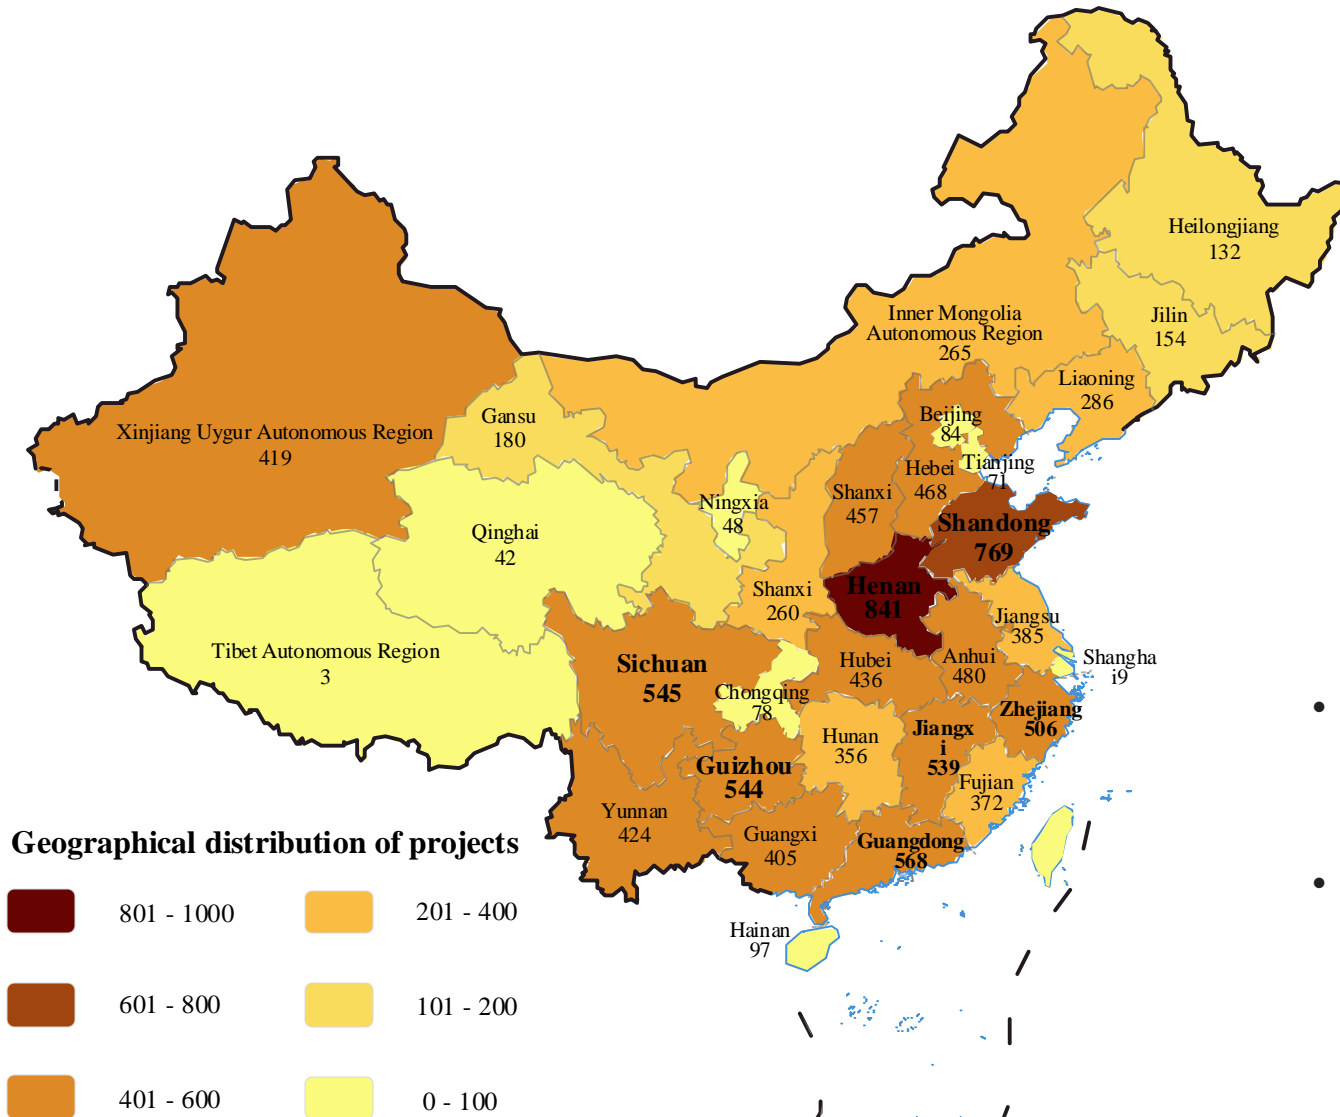 Heilongjiang
132
Inner Mongolia
Autonomous Region
265
Jilin
154
Liaoning
286
Gansu
180
Beijing
84
Xinjiang Uygur Autonomous Region
419
Tianjing
71
Hebei
468
Shanxi
457
Ningxia
48
Shandong
769
Qinghai
42
Shanxi
260
Henan
841
Jiangsu
385
Tibet Autonomous Region
3
Sichuan
545
Hubei
436
Anhui
480
Shangha
i9
Chongqing
78
Zhejiang
506
Jiangx
i
539
Hunan
356
Guizhou
544
Fujian
372
Yunnan
424
Guangxi
405
Guangdong
568
Hainan
97
Geographical distribution of projects
801 - 1000
201 - 400
601 - 800
101 - 200
401 - 600
0 - 100